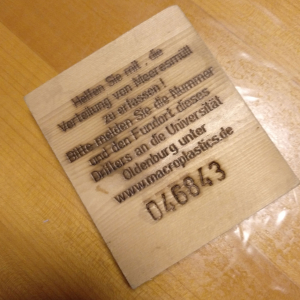 Helfen Sie mit, die
Verteilung von Meeresmüll
zu erfassen!
Bitte melden Sie die Nummer
und den Fundort dieses
Drifters an die Universität
Oldenburg unter
www.macroplastics.de
046843